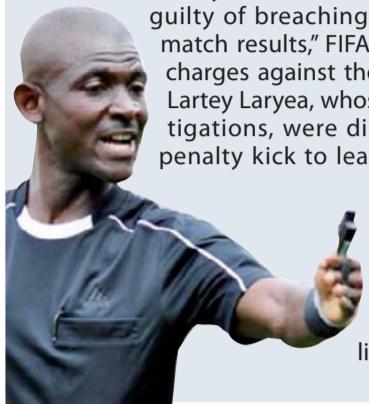 guilty of breaching
match results,” FIFA
charges against the
Lartey Laryea, whos
tigations, were di
penalty kick to lea
li